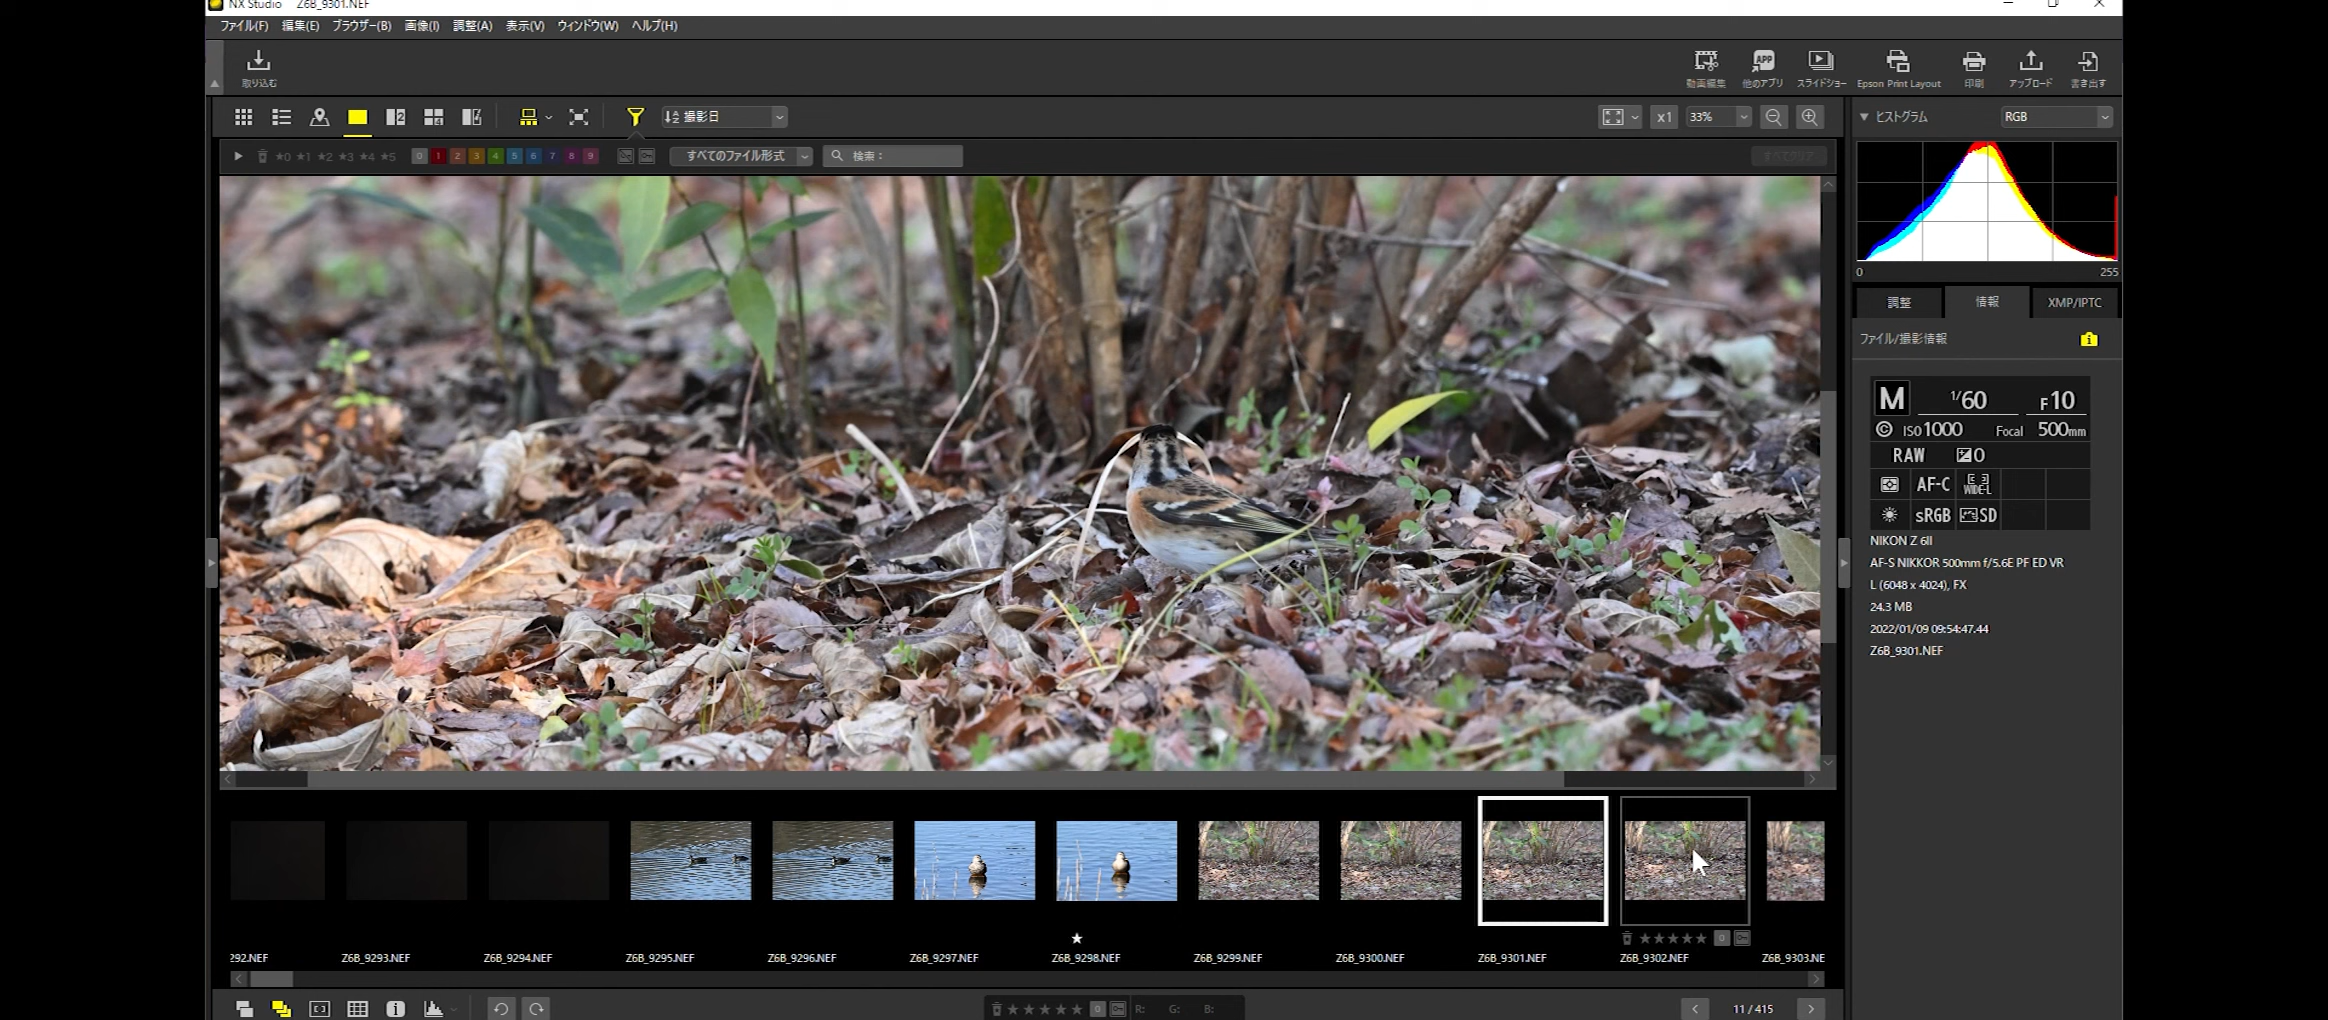 NX Studio Z6B_9301.NEF
ファイル(F) 編集(E) ブラウザー(B) 画像(I) 調整(A) 表示(V) ウィンドウ(W) ヘルプ(H)
取り込む
動画編集 他のアプリ スライドショー Epson Print Layout 印刷 アップロード 書き出す
撮影日
x1 33%
ヒストグラム RGB
★0 ★1 ★2 ★3 ★4 ★5 0 1 2 3 4 5 6 7 8 9 すべてのファイル形式 検索:
すべてクリア
0 255
調整 情報 XMP/IPTC
ファイル/撮影情報
M 1/60 F10
© ISO1000 Focal 500mm
RAW 0
AF-C WIDE-L
sRGB SD
NIKON Z 6II
AF-S NIKKOR 500mm f/5.6E PF ED VR
L (6048 x 4024), FX
24.3 MB
2022/01/09 09:54:47.44
Z6B_9301.NEF
★
★★★★★ 0
292.NEF Z6B_9293.NEF Z6B_9294.NEF Z6B_9295.NEF Z6B_9296.NEF Z6B_9297.NEF Z6B_9298.NEF Z6B_9299.NEF Z6B_9300.NEF Z6B_9301.NEF Z6B_9302.NEF Z6B_9303.NE
★★★★★ 0 R: G: B:
11/415